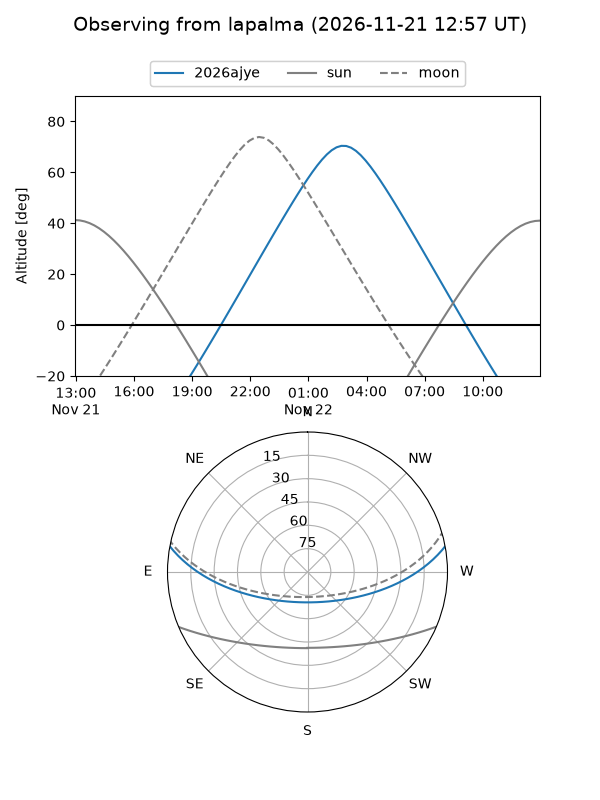 Observing from lapalma (2026-11-21 12:57 UT)
2026ajye sun moon
Altitude [deg]
80
60
40
20
0
−20
13:00 16:00 19:00 22:00 01:00 04:00 07:00 10:00
Nov 21 Nov 22
N
NE NW
15
30
45
60
75
E W
SE SW
S